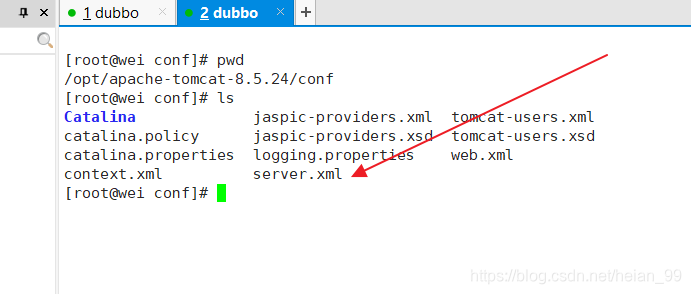 1 dubbo 2 dubbo
[root@wei conf]# pwd
/opt/apache-tomcat-8.5.24/conf
[root@wei conf]# ls
Catalina jaspic-providers.xml tomcat-users.xml
catalina.policy jaspic-providers.xsd tomcat-users.xsd
catalina.properties logging.properties web.xml
context.xml server.xml
[root@wei conf]#
https://blog.csdn.net/heian_99